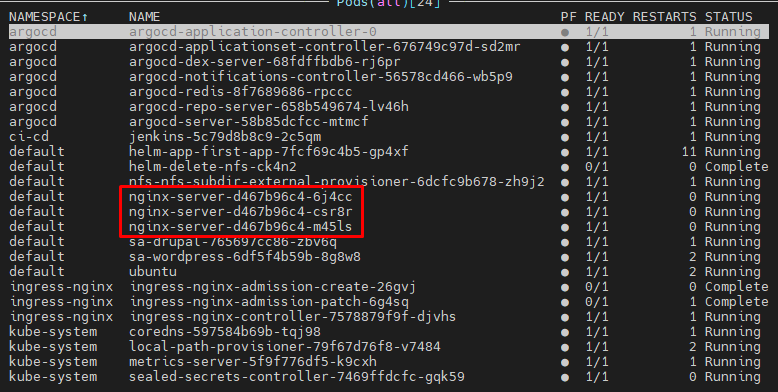 Pods(all)[24]
NAMESPACE↑ NAME PF READY RESTARTS STATUS
argocd argocd-application-controller-0 ● 1/1 1 Running
argocd argocd-applicationset-controller-676749c97d-sd2mr ● 1/1 1 Running
argocd argocd-dex-server-68fdffbdb6-rj6pr ● 1/1 1 Running
argocd argocd-notifications-controller-56578cd466-wb5p9 ● 1/1 1 Running
argocd argocd-redis-8f7689686-rpccc ● 1/1 1 Running
argocd argocd-repo-server-658b549674-lv46h ● 1/1 1 Running
argocd argocd-server-58b85dcfcc-mtmcf ● 1/1 1 Running
ci-cd jenkins-5c79d8b8c9-2c5qm ● 1/1 1 Running
default helm-app-first-app-7fcf69c4b5-gp4xf ● 1/1 11 Running
default helm-delete-nfs-ck4n2 ● 0/1 0 Complete
default nfs-nfs-subdir-external-provisioner-6dcfc9b678-zh9j2 ● 1/1 1 Running
default nginx-server-d467b96c4-6j4cc ● 1/1 0 Running
default nginx-server-d467b96c4-csr8r ● 1/1 0 Running
default nginx-server-d467b96c4-m45ls ● 1/1 0 Running
default sa-drupal-765697cc86-zbv6q ● 1/1 1 Running
default sa-wordpress-6df5f4b59b-8g8w8 ● 1/1 2 Running
default ubuntu ● 1/1 2 Running
ingress-nginx ingress-nginx-admission-create-26gvj ● 0/1 0 Complete
ingress-nginx ingress-nginx-admission-patch-6g4sq ● 0/1 1 Complete
ingress-nginx ingress-nginx-controller-7578879f9f-djvhs ● 1/1 1 Running
kube-system coredns-597584b69b-tqj98 ● 1/1 1 Running
kube-system local-path-provisioner-79f67d76f8-v7484 ● 1/1 2 Running
kube-system metrics-server-5f9f776df5-k9cxh ● 1/1 1 Running
kube-system sealed-secrets-controller-7469ffdcfc-gqk59 ● 1/1 0 Running